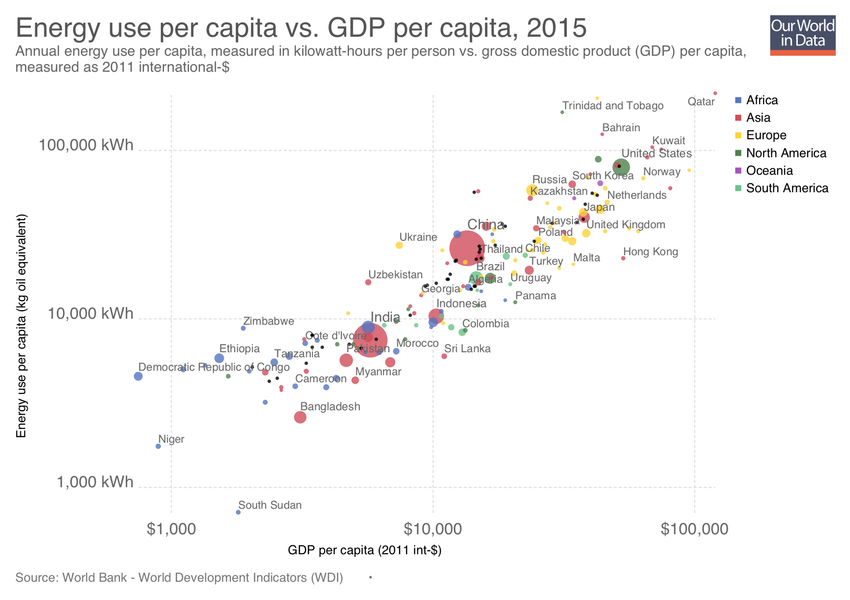 Energy use per capita vs. GDP per capita, 2015
Annual energy use per capita, measured in kilowatt-hours per person vs. gross domestic product (GDP) per capita,
measured as 2011 international-$
Our World
in Data
Africa
Asia
Europe
North America
Oceania
South America
Energy use per capita (kg oil equivalent)
100,000 kWh
10,000 kWh
1,000 kWh
Qatar
Trinidad and Tobago
Bahrain
Kuwait
United States
Norway
South Korea
Russia
Kazakhstan
Netherlands
Japan
Malaysia
United Kingdom
China
Poland
Ukraine
Thailand
Chile
Hong Kong
Malta
Turkey
Brazil
Uzbekistan
Algeria
Uruguay
Georgia
Panama
Indonesia
India
Colombia
Zimbabwe
Cote d'Ivoire
Morocco
Pakistan
Sri Lanka
Ethiopia
Tanzania
Democratic Republic of Congo
Myanmar
Cameroon
Bangladesh
Niger
South Sudan
$1,000
$10,000
$100,000
GDP per capita (2011 int-$)
Source: World Bank - World Development Indicators (WDI)